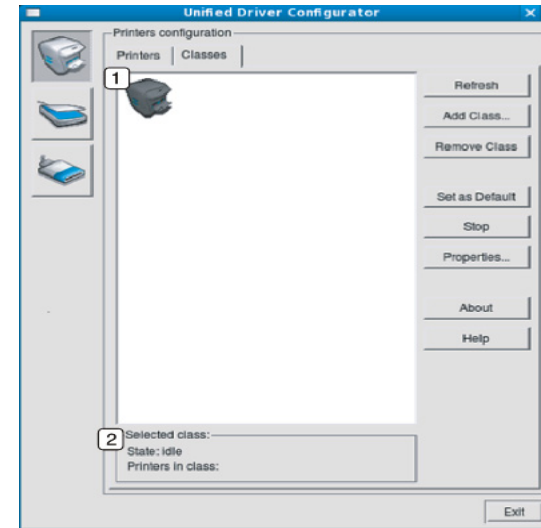 Unified Driver Configurator
Printers configuration
Printers
Classes
1
Refresh
Add Class...
Remove Class
Set as Default
Stop
Properties...
About
Help
2
Selected class:
State: idle
Printers in class:
Exit